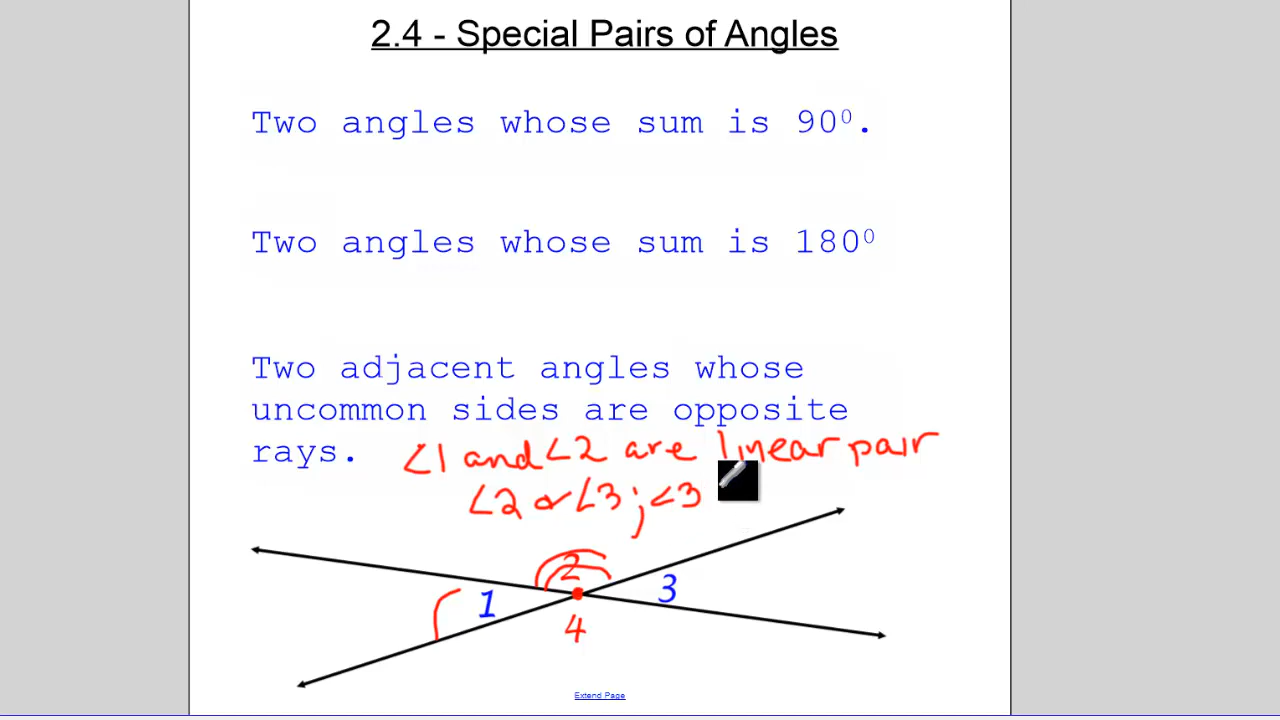 2.4 - Special Pairs of Angles
Two angles whose sum is 90⁰.
Two angles whose sum is 180⁰
Two adjacent angles whose
uncommon sides are opposite
rays.
∠1 and ∠2 are linear pair
∠2 & ∠3; ∠3
2
1
3
4
Extend Page